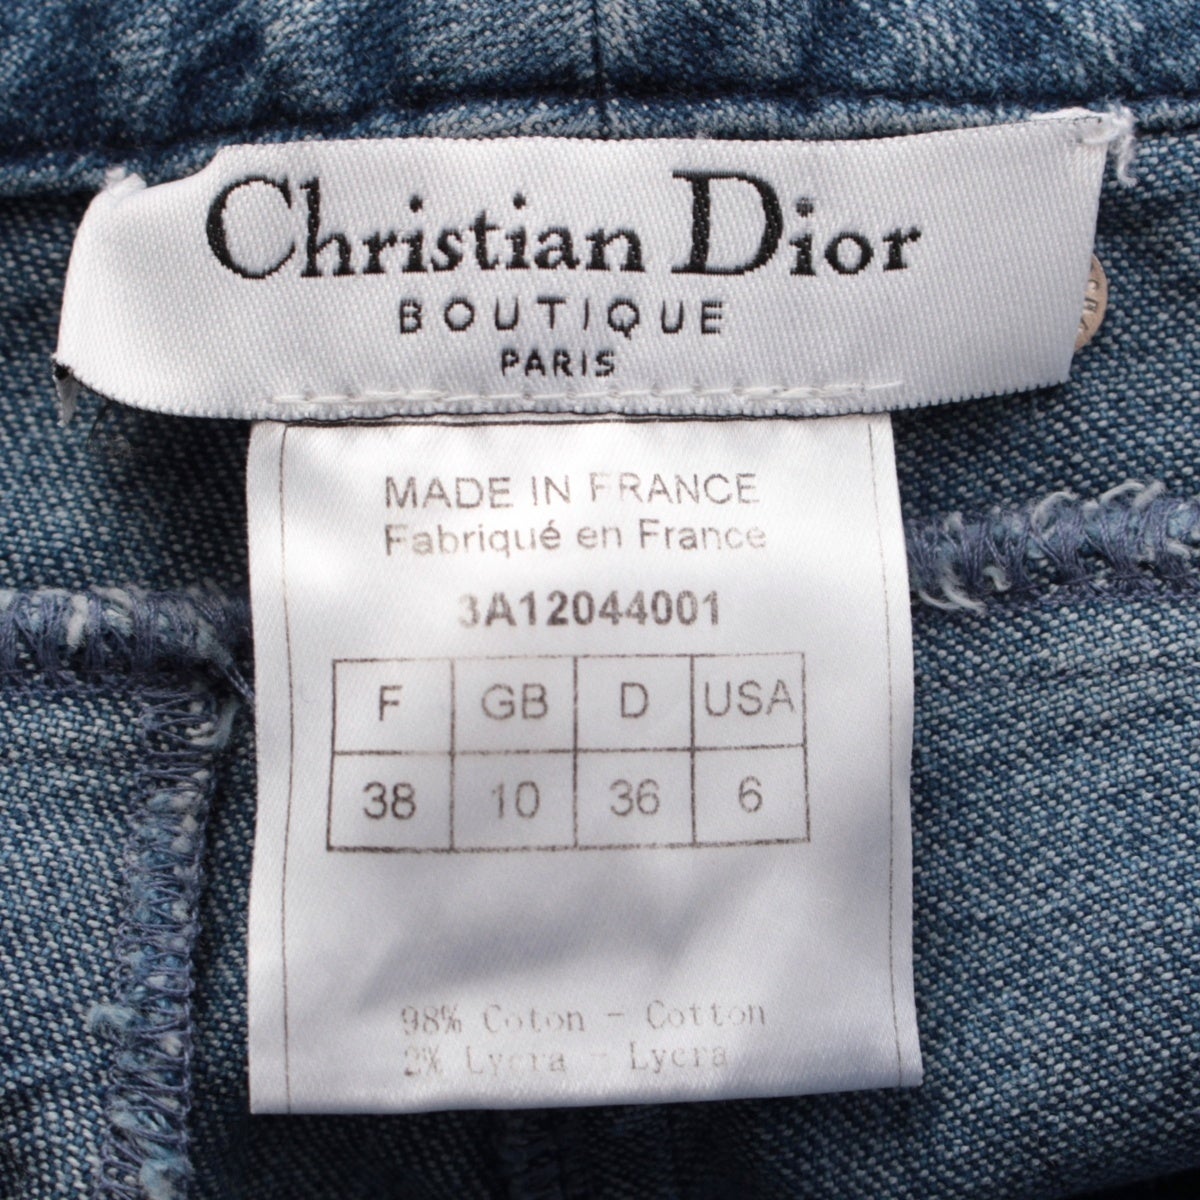 Christian Dior
BOUTIQUE
PARIS
MADE IN FRANCE
Fabriqué en France
3A12044001
F GB D USA
38 10 36 6
98% Coton - Cotton
2% Lycra - Lycra